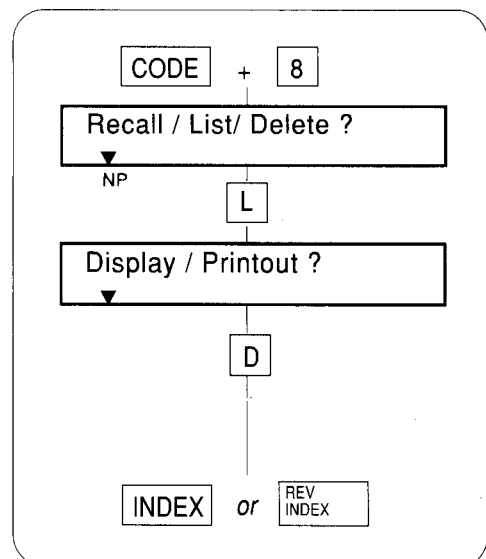 CODE + 8
Recall / List/ Delete ?
NP
L
Display / Printout ?
D
INDEX or REV
INDEX